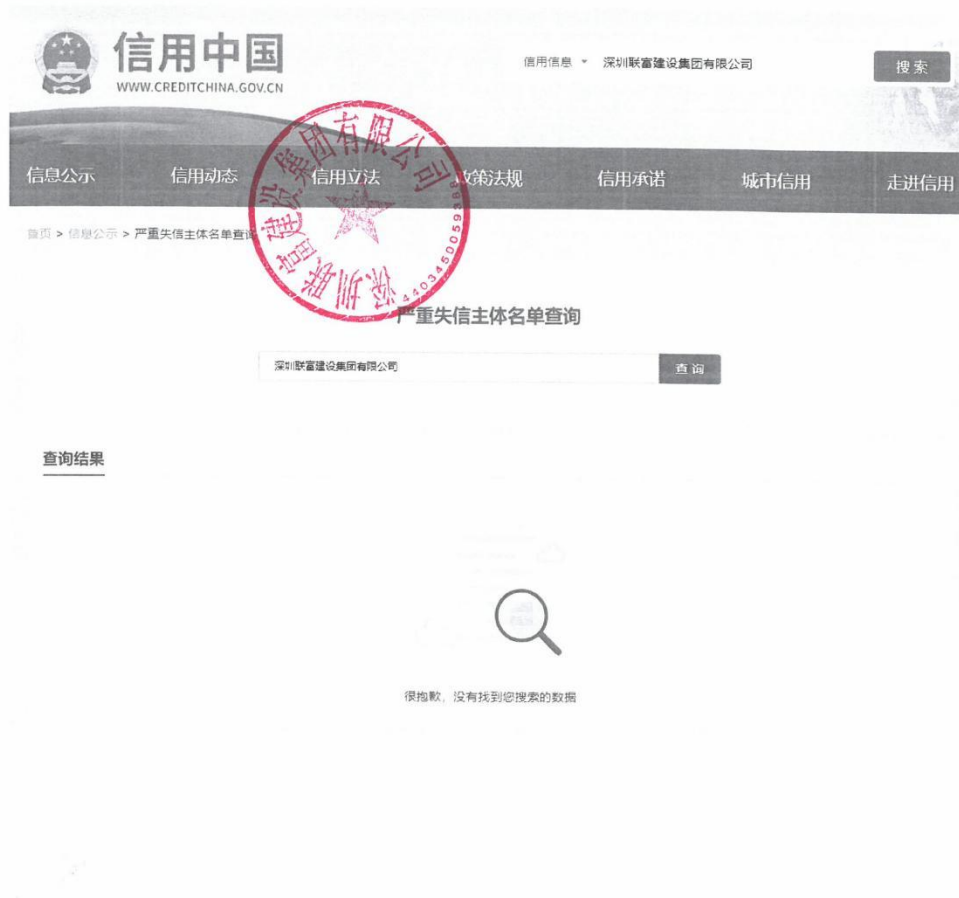 信用中国
WWW.CREDITCHINA.GOV.CN
信用信息 深圳联富建设集团有限公司 搜索
信息公示 信用动态 信用立法 政策法规 信用承诺 城市信用 走进信用
首页 > 信息公示 > 严重失信主体名单查询
深圳联富建设集团有限公司
严重失信主体名单查询
深圳联富建设集团有限公司 查询
查询结果
很抱歉，没有找到您搜索的数据